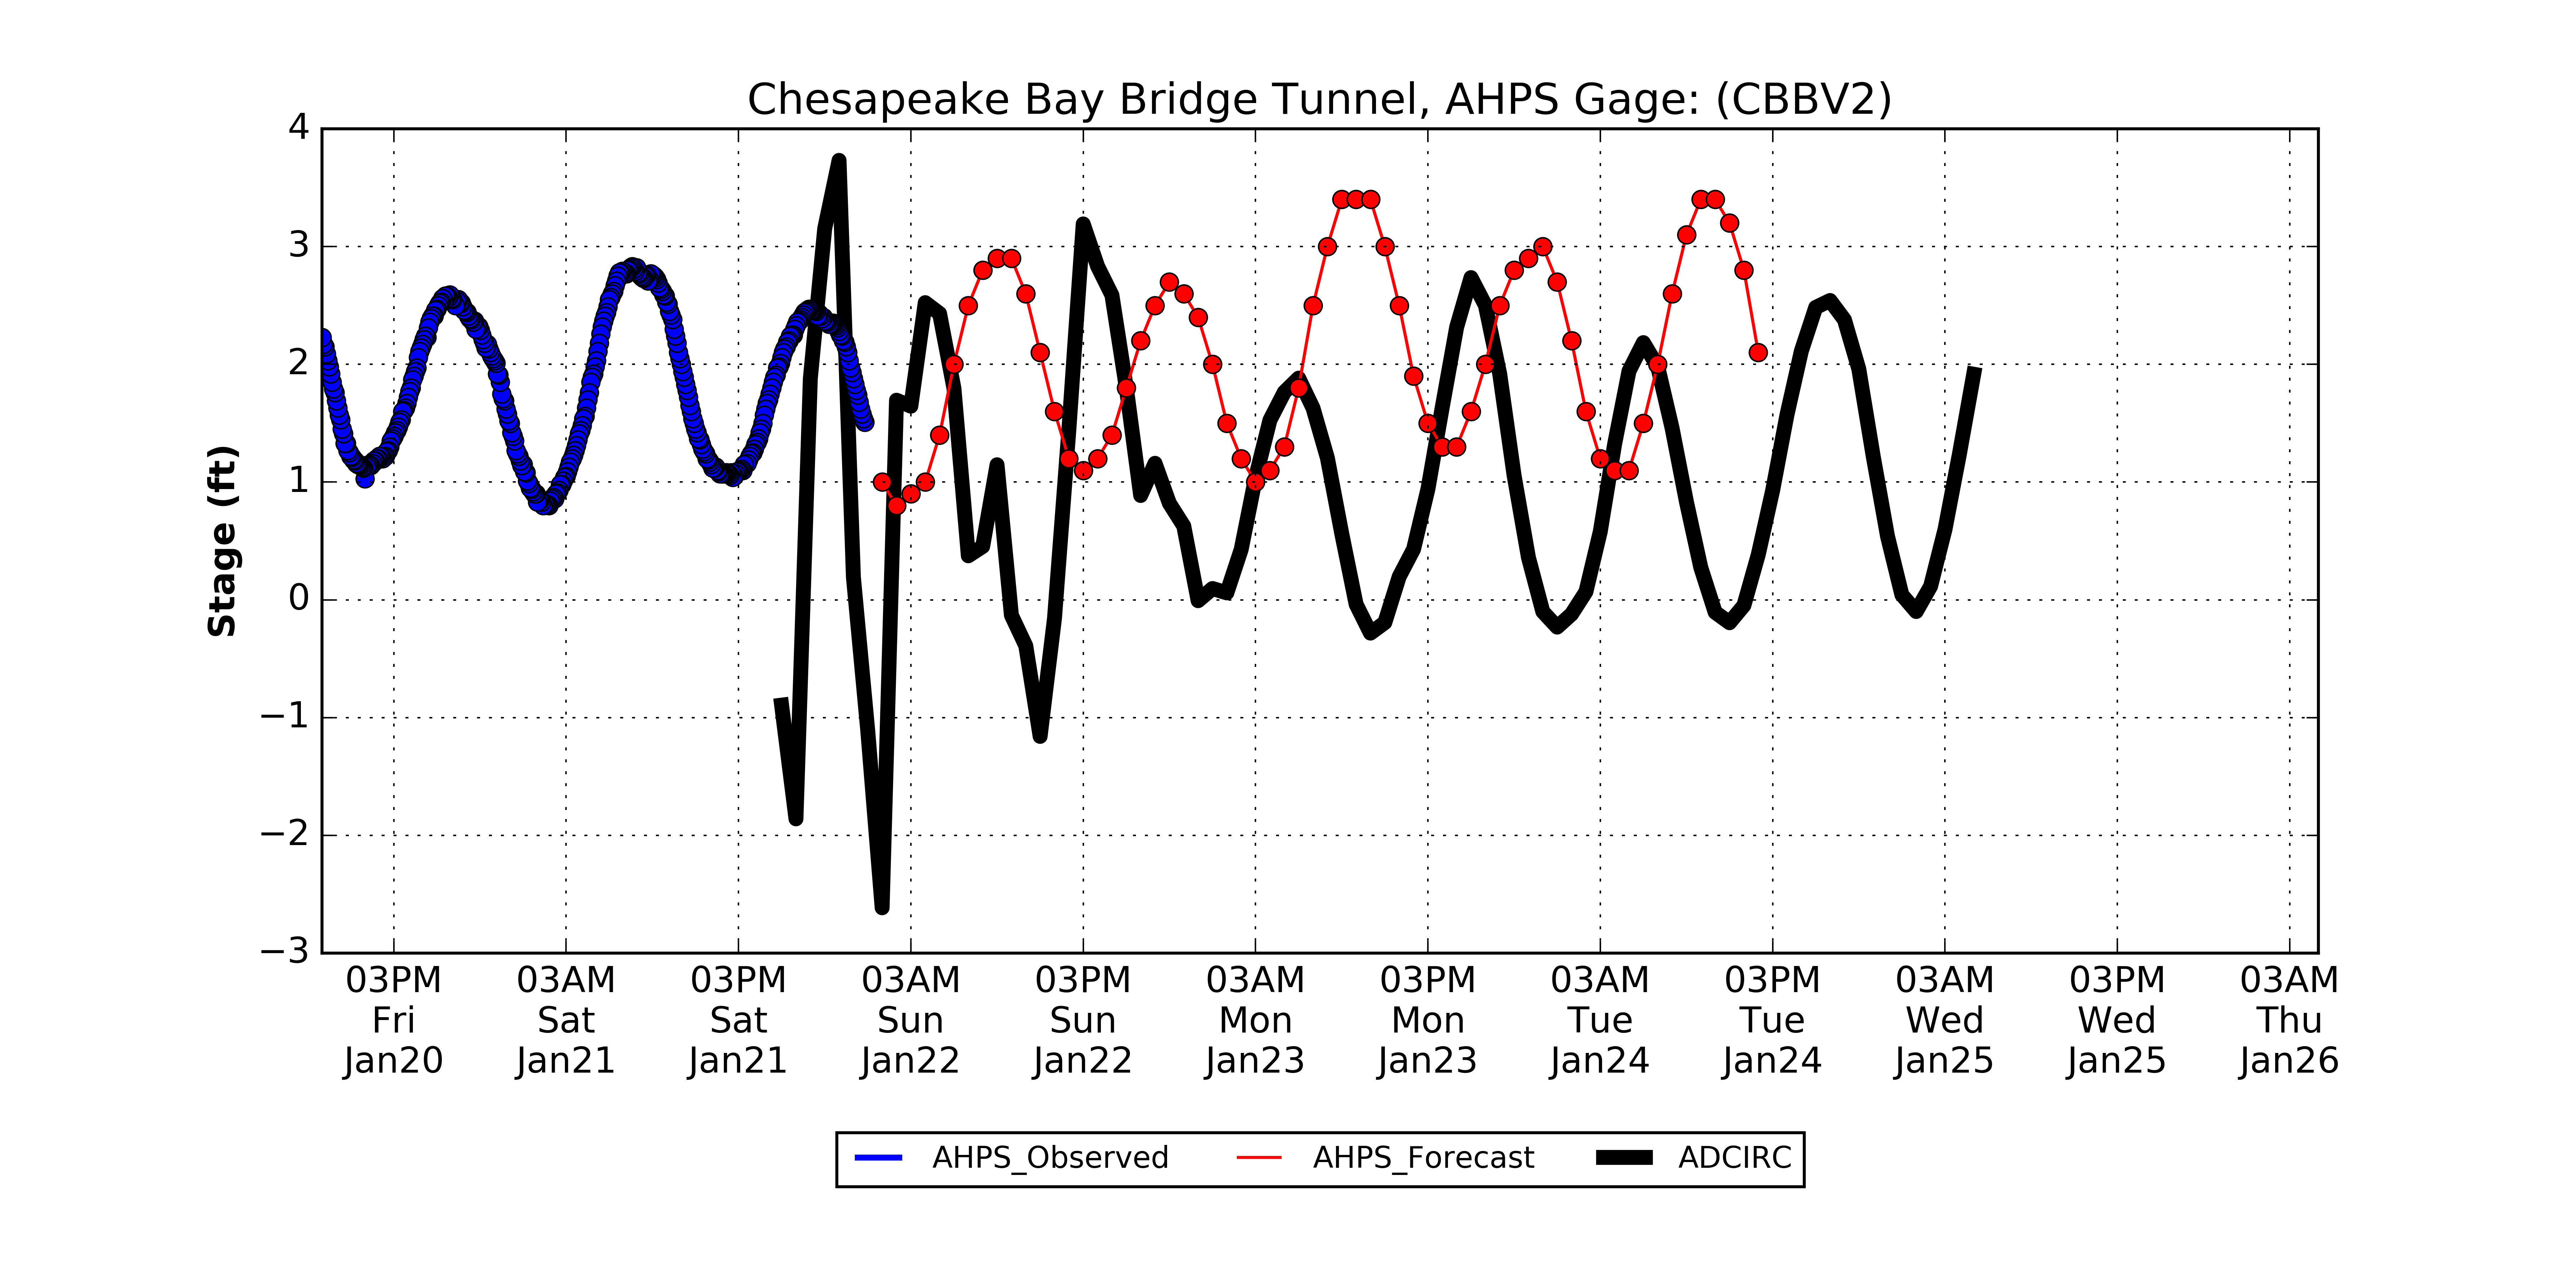 Chesapeake Bay Bridge Tunnel, AHPS Gage: (CBBV2)
4
3
2
1
0
−1
−2
−3
Stage (ft)
03PM 03AM 03PM 03AM 03PM 03AM 03PM 03AM 03PM 03AM 03PM 03AM
Fri Sat Sat Sun Sun Mon Mon Tue Tue Wed Wed Thu
Jan20 Jan21 Jan21 Jan22 Jan22 Jan23 Jan23 Jan24 Jan24 Jan25 Jan25 Jan26
AHPS_Observed AHPS_Forecast ADCIRC